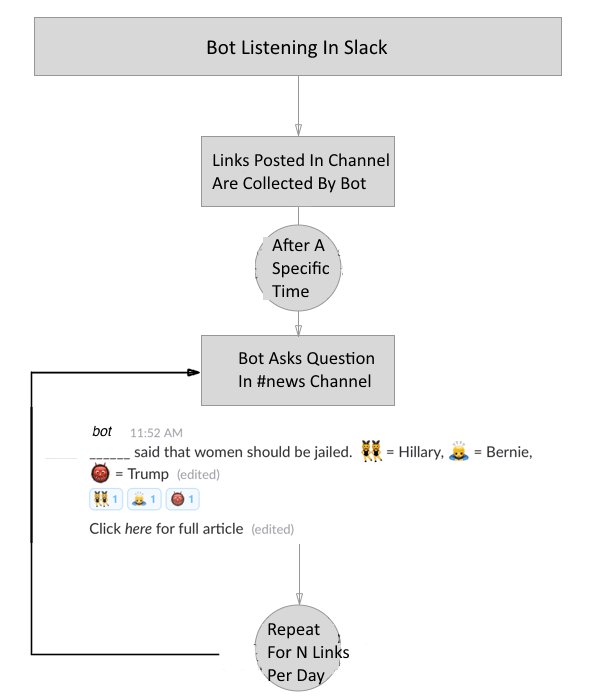 Bot Listening In Slack
Links Posted In Channel
Are Collected By Bot
After A
Specific
Time
Bot Asks Question
In #news Channel
bot 11:52 AM
______ said that women should be jailed. 👯 = Hillary, 🙇 = Bernie,
👹 = Trump (edited)
👯 1 🙇 1 👹 1
Click here for full article (edited)
Repeat
For N Links
Per Day